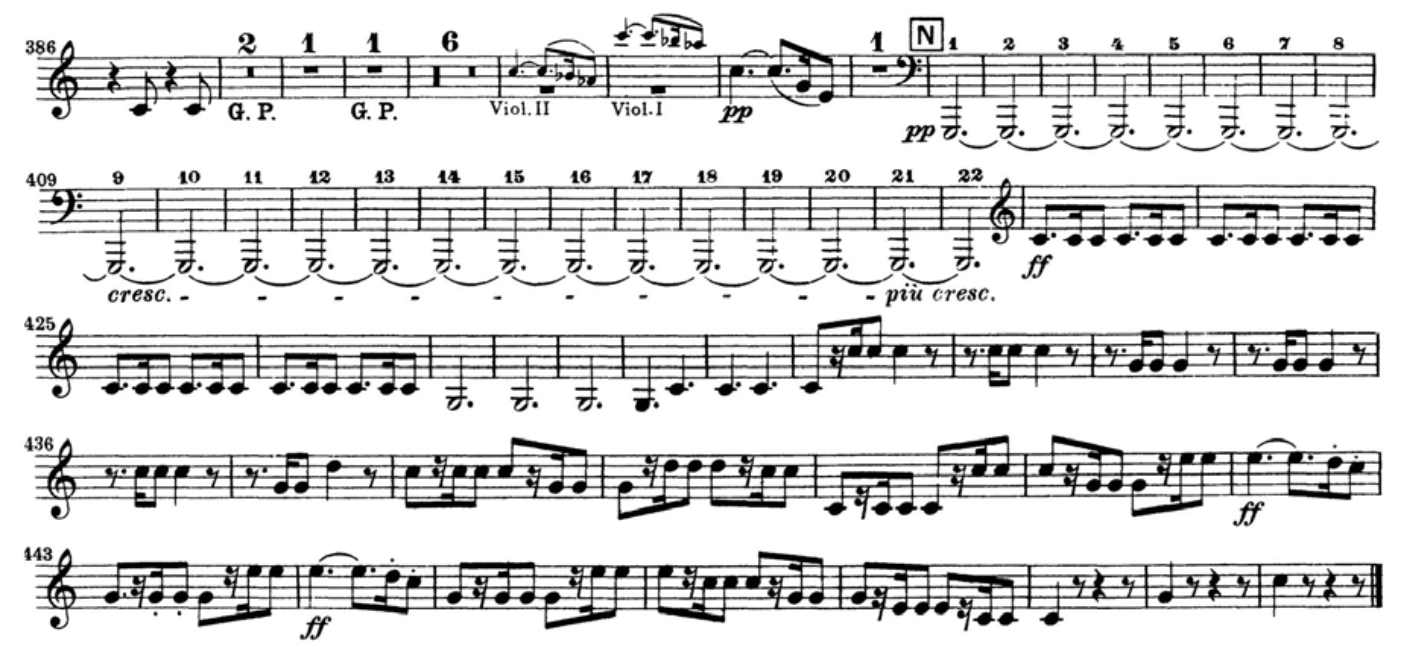 386 2 1 1 6 1 N 1 2 3 4 5 6 7 8
G. P. G. P. Viol. II Viol. I pp pp
409 9 10 11 12 13 14 15 16 17 18 19 20 21 22
cresc. - - - - - - - - - più cresc. ff
425
436
ff
443
ff